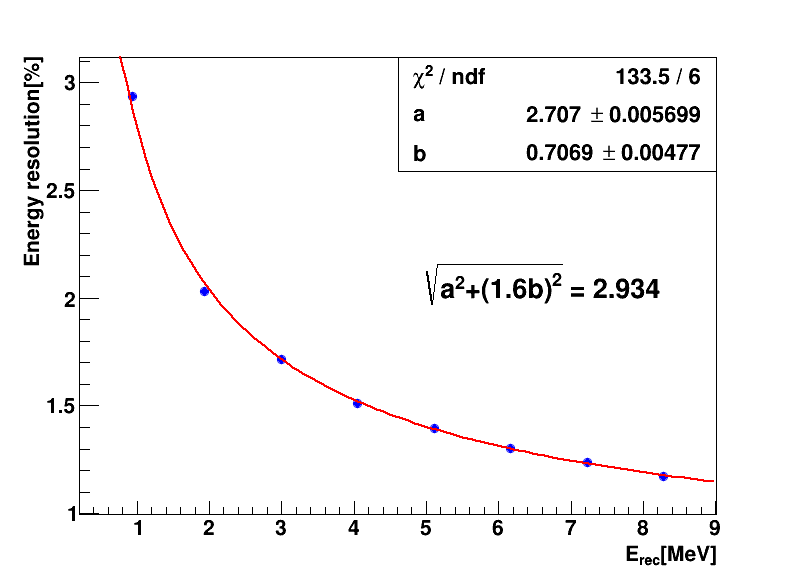 Energy resolution[%]
χ² / ndf 133.5 / 6
a 2.707 ± 0.005699
b 0.7069 ± 0.00477
√a²+(1.6b)² = 2.934
3
2.5
2
1.5
1
1 2 3 4 5 6 7 8 9
E_rec[MeV]